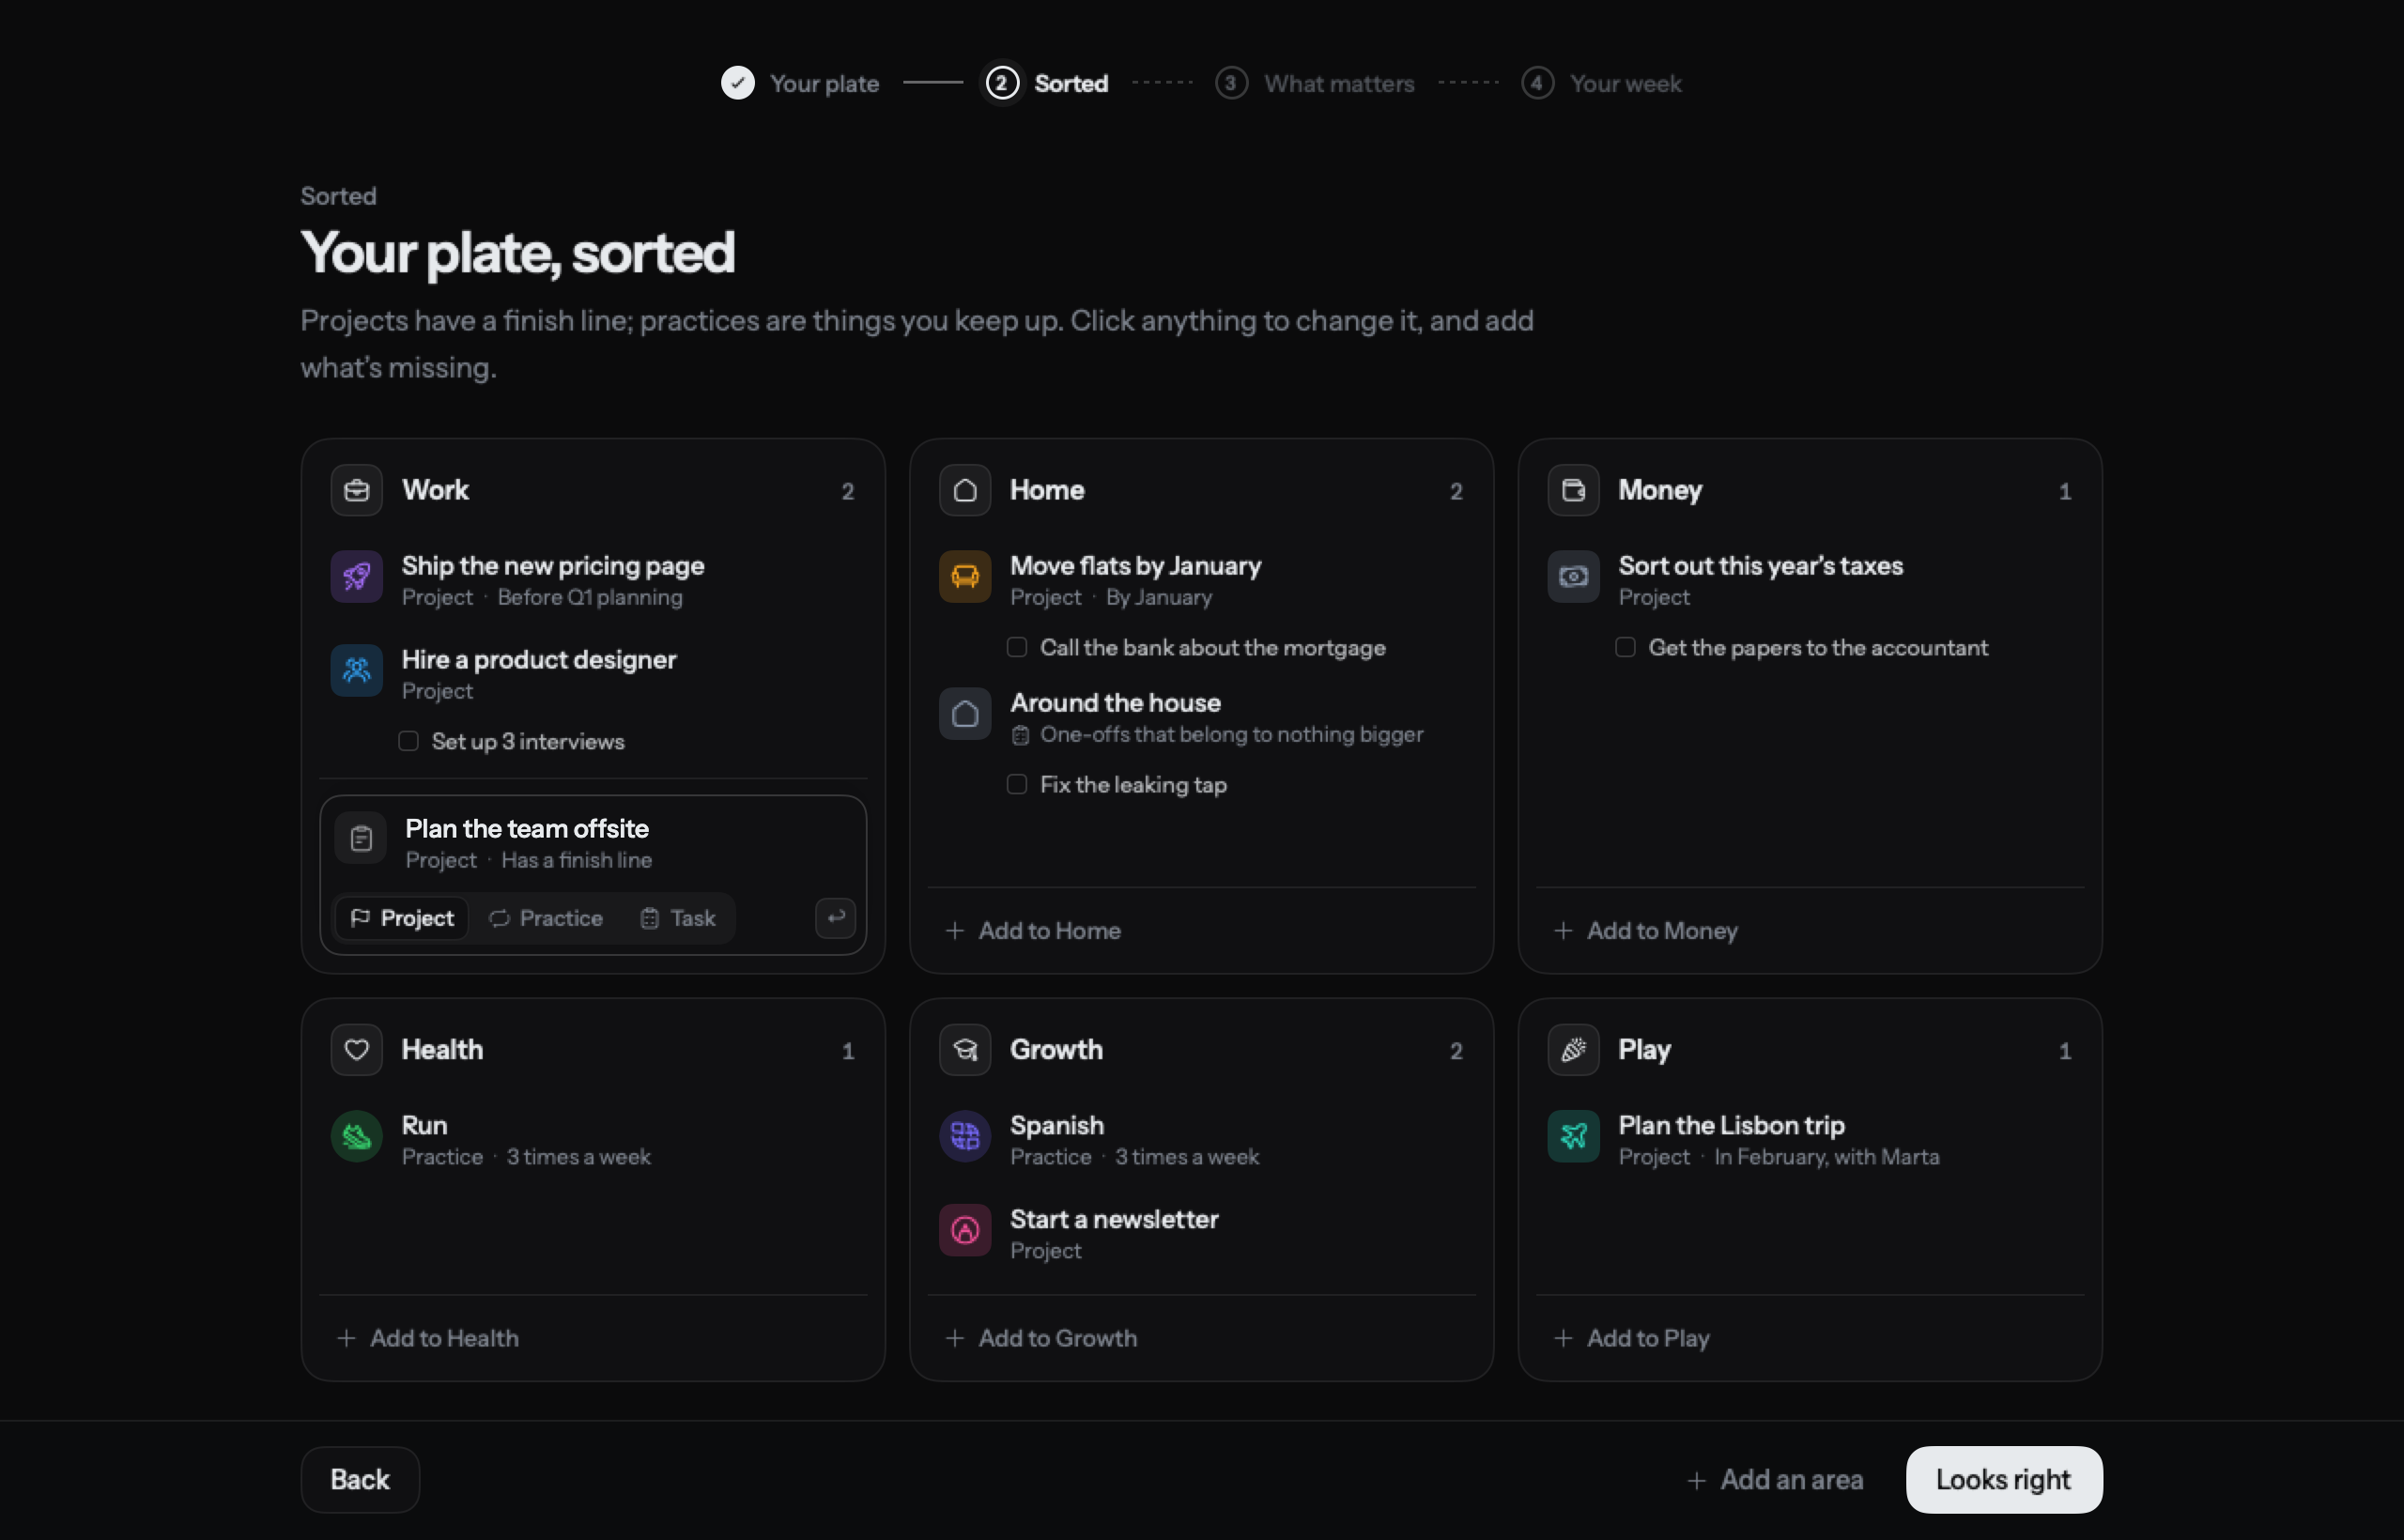 Your plate
2 Sorted
3 What matters
4 Your week
Sorted
Your plate, sorted
Projects have a finish line; practices are things you keep up. Click anything to change it, and add
what's missing.
Work 2
Ship the new pricing page
Project · Before Q1 planning
Hire a product designer
Project
Set up 3 interviews
Plan the team offsite
Project · Has a finish line
Project Practice Task
Home 2
Move flats by January
Project · By January
Call the bank about the mortgage
Around the house
One-offs that belong to nothing bigger
Fix the leaking tap
+ Add to Home
Money 1
Sort out this year's taxes
Project
Get the papers to the accountant
+ Add to Money
Health 1
Run
Practice · 3 times a week
+ Add to Health
Growth 2
Spanish
Practice · 3 times a week
Start a newsletter
Project
+ Add to Growth
Play 1
Plan the Lisbon trip
Project · In February, with Marta
+ Add to Play
Back
+ Add an area
Looks right